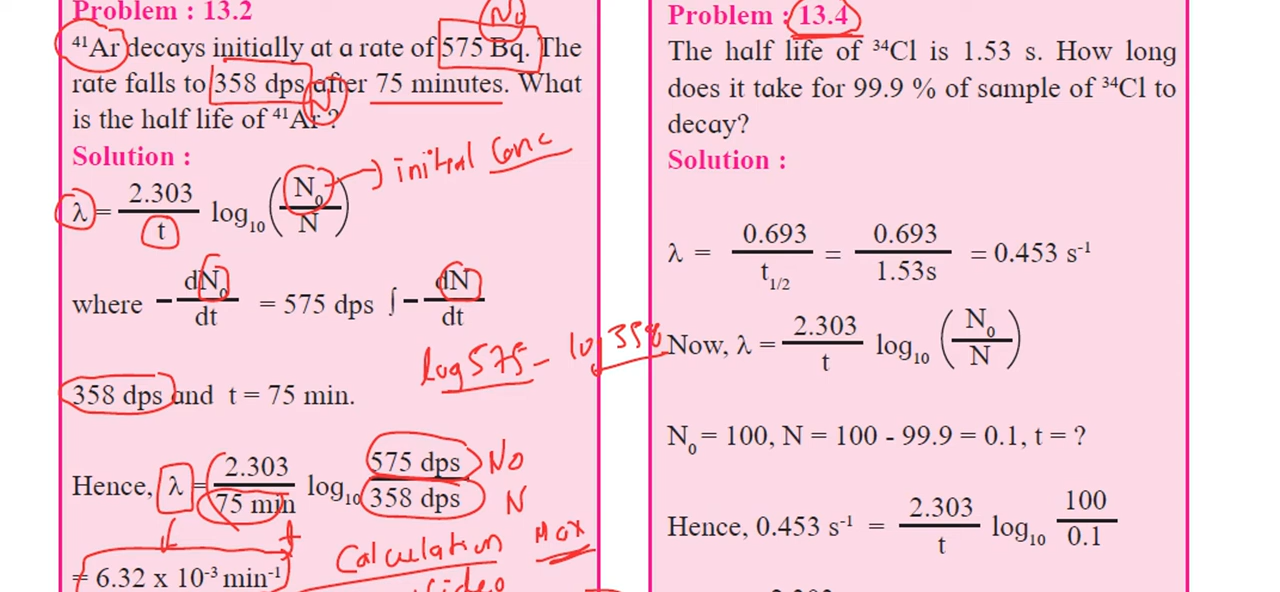 Problem : 13.2
No
⁴¹Ar decays initially at a rate of 575 Bq. The
rate falls to 358 dps after 75 minutes. What
N
is the half life of ⁴¹Ar ?
Solution :
initial Conc
λ = 2.303/t log₁₀ (N₀/N)
where - dN₀/dt = 575 dps ∫ - dN/dt
log 575 - log 358
358 dps and t = 75 min.
Hence, λ = 2.303/75 min log₁₀ 575 dps/358 dps
No
N
t
Calculation Max
= 6.32 x 10⁻³ min⁻¹
video
Problem : 13.4
The half life of ³⁴Cl is 1.53 s. How long
does it take for 99.9 % of sample of ³⁴Cl to
decay?
Solution :
λ = 0.693/t₁/₂ = 0.693/1.53s = 0.453 s⁻¹
Now, λ = 2.303/t log₁₀ (N₀/N)
N₀ = 100, N = 100 - 99.9 = 0.1, t = ?
Hence, 0.453 s⁻¹ = 2.303/t log₁₀ 100/0.1